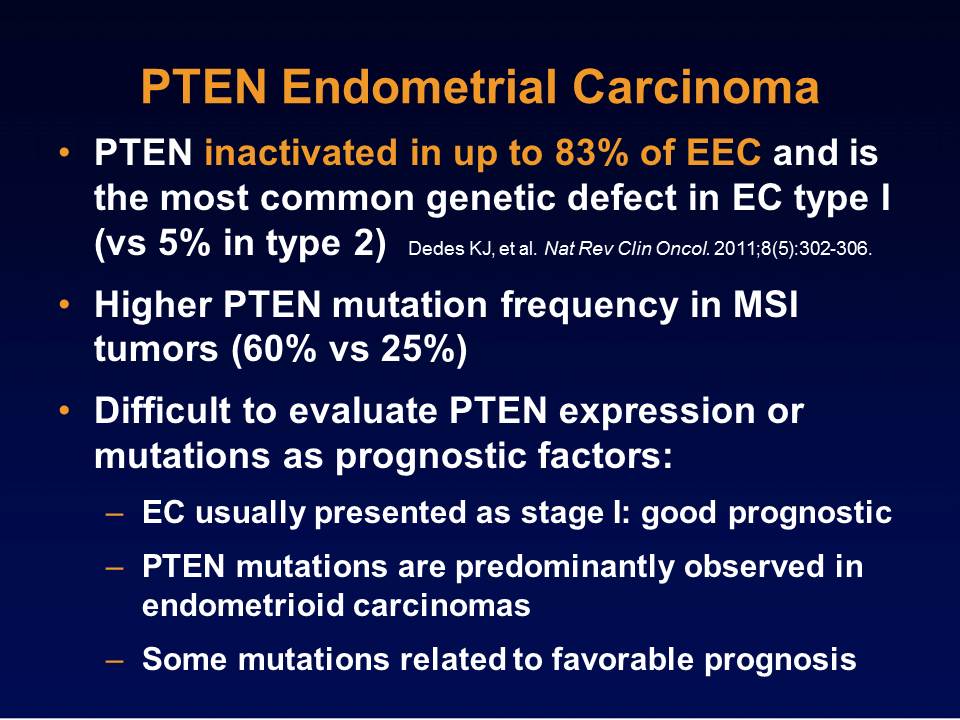 PTEN Endometrial Carcinoma
• PTEN inactivated in up to 83% of EEC and is
the most common genetic defect in EC type I
(vs 5% in type 2) Dedes KJ, et al. Nat Rev Clin Oncol. 2011;8(5):302-306.
• Higher PTEN mutation frequency in MSI
tumors (60% vs 25%)
• Difficult to evaluate PTEN expression or
mutations as prognostic factors:
– EC usually presented as stage I: good prognostic
– PTEN mutations are predominantly observed in
endometrioid carcinomas
– Some mutations related to favorable prognosis